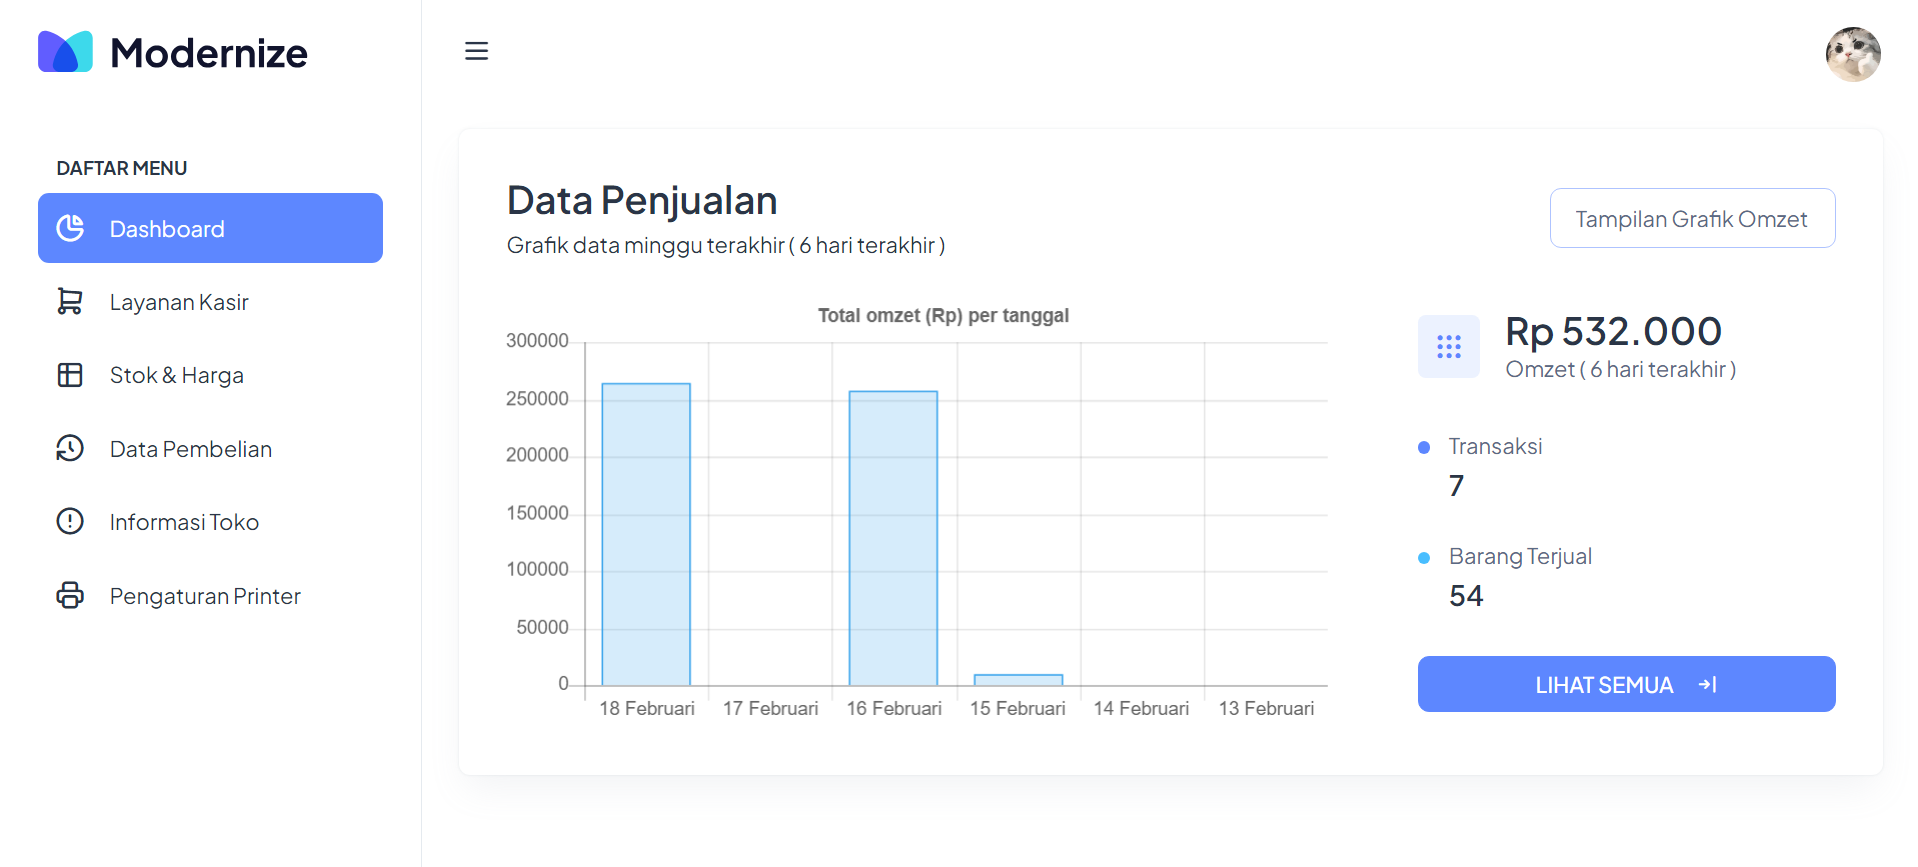 Modernize
DAFTAR MENU
Dashboard
Layanan Kasir
Stok & Harga
Data Pembelian
Informasi Toko
Pengaturan Printer
Data Penjualan
Grafik data minggu terakhir ( 6 hari terakhir )
Tampilan Grafik Omzet
Total omzet (Rp) per tanggal
300000
250000
200000
150000
100000
50000
0
18 Februari 17 Februari 16 Februari 15 Februari 14 Februari 13 Februari
Rp 532.000
Omzet ( 6 hari terakhir )
Transaksi
7
Barang Terjual
54
LIHAT SEMUA